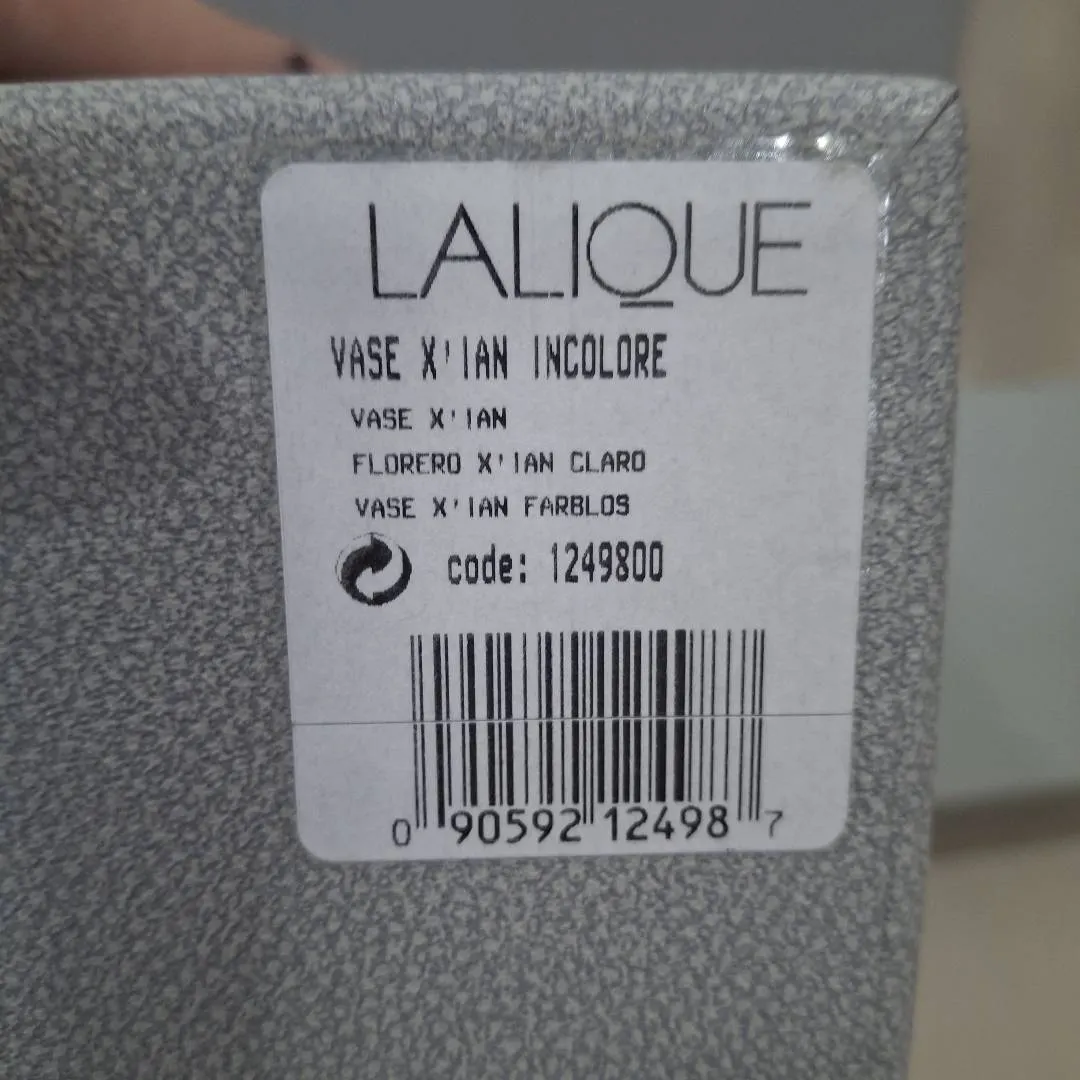 LALIQUE
VASE X'IAN INCOLORE
VASE X'IAN
FLORERO X'IAN CLARO
VASE X'IAN FARBLOS
code: 1249800
0 90592 12498 7